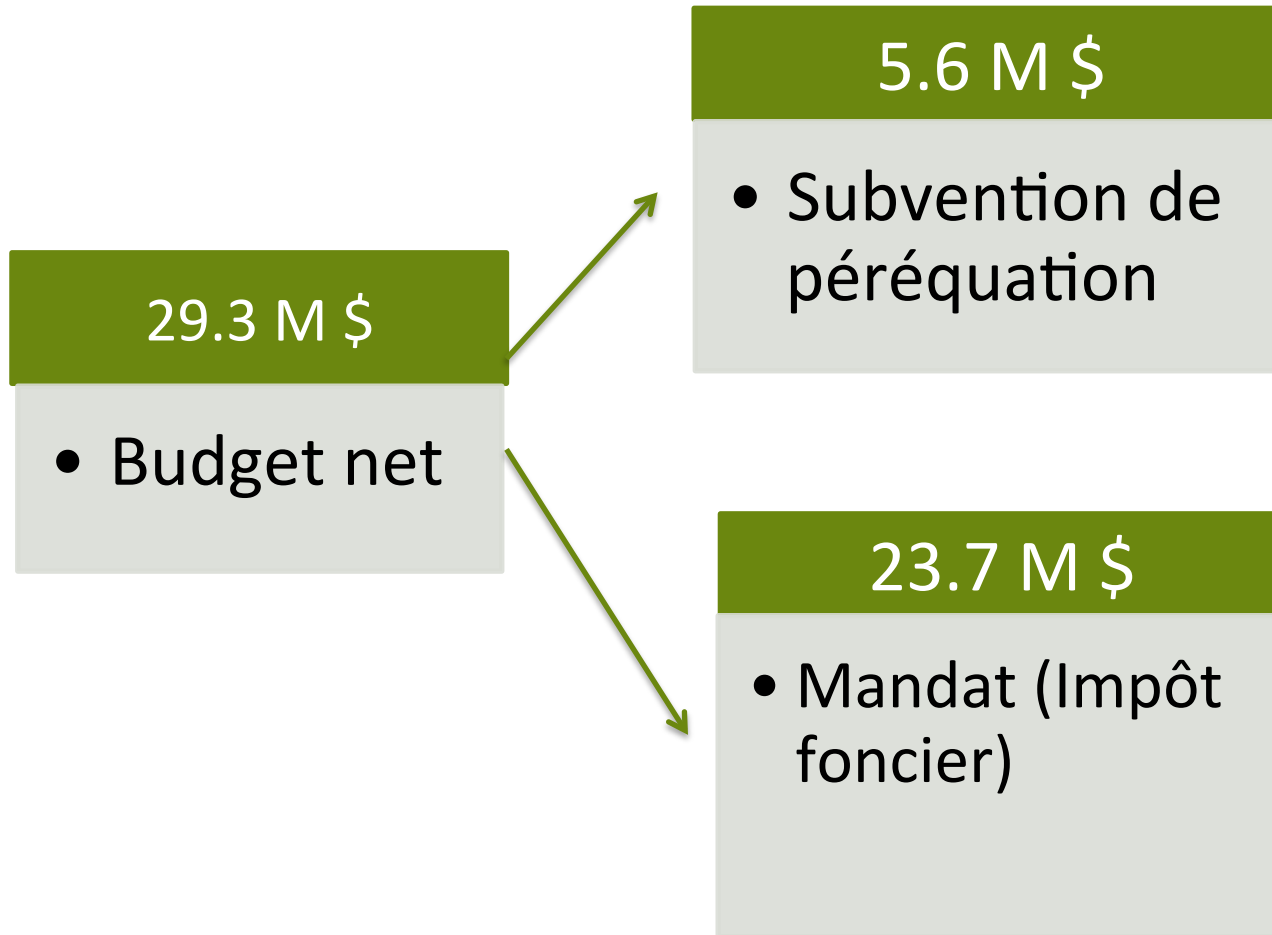 29.3 M $
• Budget net
5.6 M $
• Subvention de
péréquation
23.7 M $
• Mandat (Impôt
foncier)